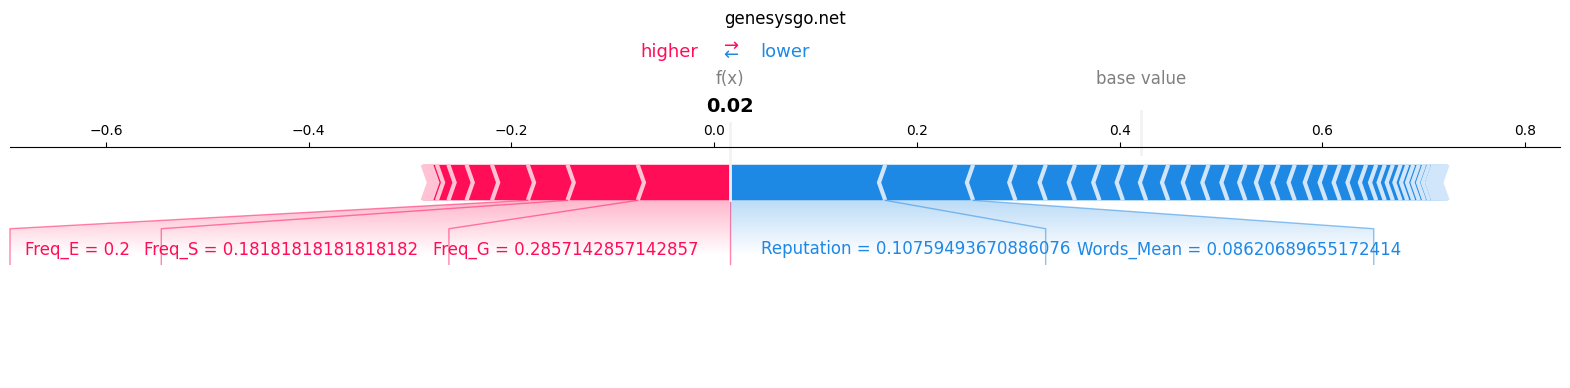 genesysgo.net
higher ⇄ lower
f(x) base value
0.02
−0.6 −0.4 −0.2 0.0 0.2 0.4 0.6 0.8
Freq_E = 0.2 Freq_S = 0.18181818181818182 Freq_G = 0.2857142857142857 Reputation = 0.10759493670886076 Words_Mean = 0.08620689655172414